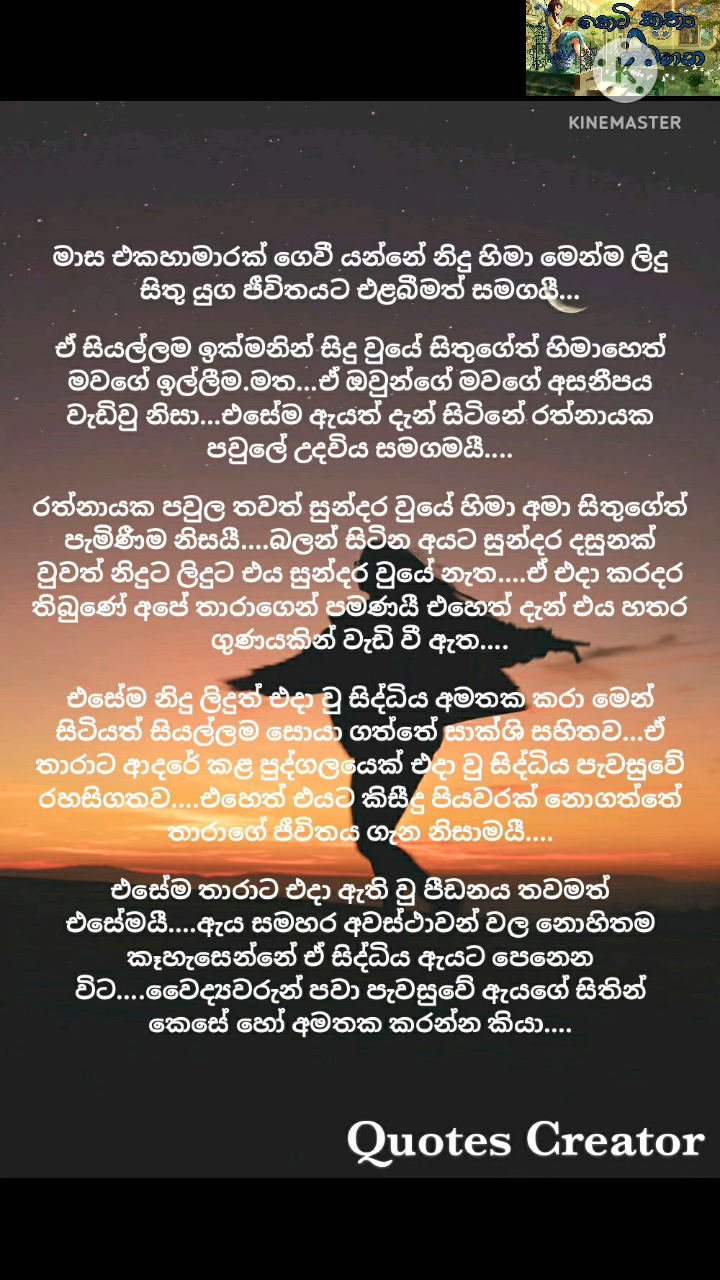 කෙටි කතා
KINEMASTER
මාස එකහාමාරක් ගෙවී යන්නේ නිදු හිමා මෙන්ම ලිදු
සිතු යුග ජීවිතයට එළබීමත් සමගයී...
ඒ සියල්ලම ඉක්මනින් සිදු වුයේ සිතුගේත් හිමාහෙත්
මවගේ ඉල්ලීම.මත...ඒ ඔවුන්ගේ මවගේ අසනීපය
වැඩිවු නිසා...එසේම ඇයත් දැන් සිටිනේ රත්නායක
පවුලේ උදවිය සමගමයී....
රත්නායක පවුල තවත් සුන්දර වුයේ හිමා අමා සිතුගේත්
පැමිණීම නිසයී....බලන් සිටින අයට සුන්දර දසුනක්
වුවත් නිදුට ලිදුට එය සුන්දර වුයේ නැත....ඒ එදා කරදර
තිබුණේ අපේ තාරාගෙන් පමණයී එහෙත් දැන් එය හතර
ගුණයකින් වැඩි වී ඇත....
එසේම නිදු ලිදුත් එදා වු සිද්ධිය අමතක කරා මෙන්
සිටියත් සියල්ලම සොයා ගත්තේ සාක්ශි සහිතව...ඒ
තාරාට ආදරේ කළ පුද්ගලයෙක් එදා වු සිද්ධිය පැවසුවේ
රහසිගතව....එහෙත් එයට කිසීදු පියවරක් නොගත්තේ
තාරාගේ ජීවිතය ගැන නිසාමයී....
එසේම තාරාට එදා ඇති වු පීඩනය තවමත්
එසේමයී....ඇය සමහර අවස්ථාවන් වල නොහිතම
කෑහැසෙන්නේ ඒ සිද්ධිය ඇයට පෙනෙන
විට....වෛද්‍යවරුන් පවා පැවසුවේ ඇයගේ සිතින්
කෙසේ හෝ අමතක කරන්න කියා....
Quotes Creator